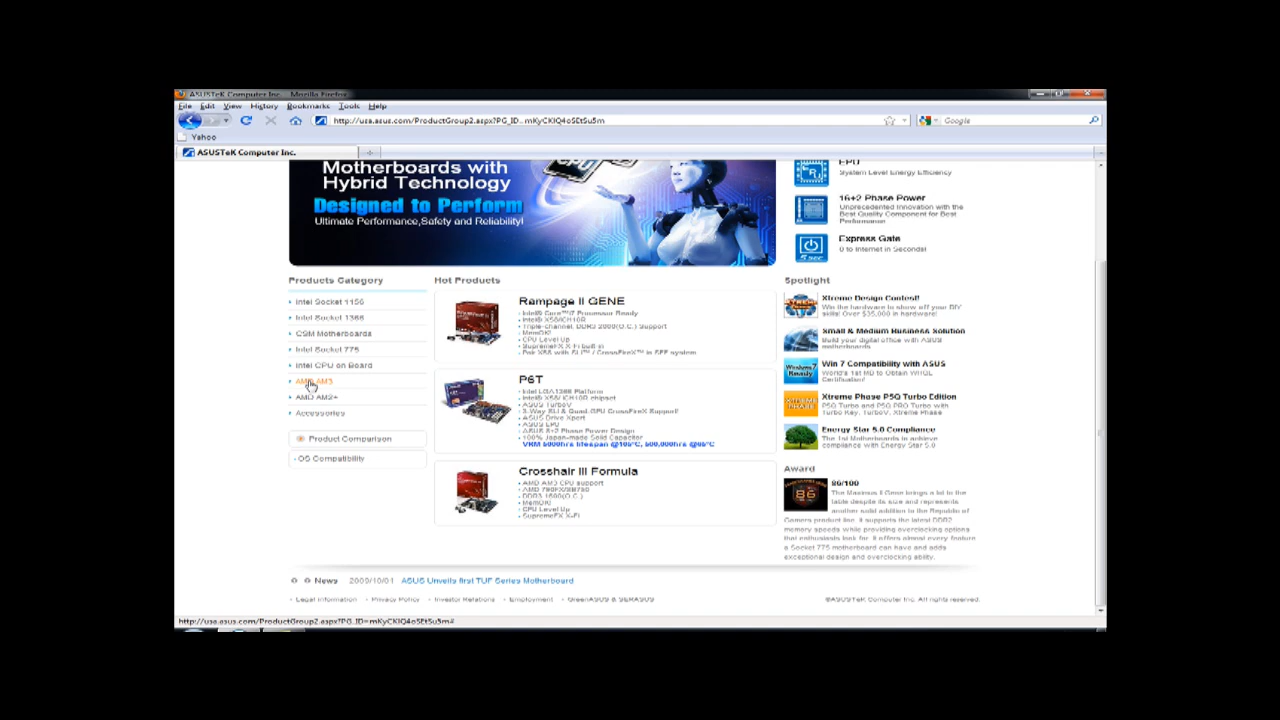 ASUSTeK Computer Inc. - Mozilla Firefox
File Edit View History Bookmarks Tools Help
http://usa.asus.com/ProductGroup2.aspx?PG_ID=mKyCKIQ4oSEtSu5m
Google
Yahoo
ASUSTeK Computer Inc.
Motherboards with
Hybrid Technology
Designed to Perform
Ultimate Performance,Safety and Reliability!
CPU
EPU
System Level Energy Efficiency
16+2 Phase Power
Unprecedented Innovation with the
Best Quality Component for Best
Performance
Express Gate
0 to Internet in Seconds!
5 SEC
Products Category
Intel Socket 1156
Intel Socket 1366
CSM Motherboards
Intel Socket 775
Intel CPU on Board
AMD AM3
AMD AM2+
Accessories
Product Comparison
OS Compatibility
Hot Products
Rampage II GENE
Intel® Core™i7 Processor Ready
Intel® X58/ICH10R
Triple-channel, DDR3 2000(O.C.) Support
MemOK!
CPU Level Up
SupremeFX X-Fi built-in
Pair X58 with SLI™ / CrossFireX™ in SFF system
P6T
Intel LGA1366 Platform
Intel® X58/ ICH10R chipset
ASUS TurboV
3-Way SLI & Quad-GPU CrossFireX Support!
ASUS Drive Xpert
ASUS EPU
ASUS 8+2 Phase Power Design
100% Japan-made Solid Capacitor
VRM 5000hrs lifespan @105°C, 500,000hrs @65°C
Crosshair III Formula
AMD AM3 CPU support
AMD 790FX/SB750
DDR3 1600(O.C.)
MemOK!
CPU Level Up
SupremeFX X-Fi
Spotlight
Xtreme Design Contest!
Win the hardware to show off your DIY
skills! Over $35,000 in hardware!
Small & Medium Business Solution
Build your digital office with ASUS
motherboards
Win 7 Compatibility with ASUS
World's 1st MB to Obtain WHQL
Certification!
Xtreme Phase P5Q Turbo Edition
P5Q Turbo and P5Q PRO Turbo with
Turbo Key, TurboV, Xtreme Phase
Energy Star 5.0 Compliance
The 1st Motherboards to achieve
compliance with Energy Star 5.0
Award
86
86/100
The Maximus II Gene brings a lot to the
table despite its size and represents
another solid addition to the Republic of
Gamers product line. It supports the latest DDR2
memory speeds while providing overclocking options
that enthusiasts look for. It offers almost every feature
a Socket 775 motherboard can have and adds
exceptional design and overclocking ability.
News 2009/10/01 ASUS Unveils first TUF Series Motherboard
Legal Information Privacy Policy Investor Relations Employment GreenASUS & SERASUS
©ASUSTeK Computer Inc. All rights reserved.
http://usa.asus.com/ProductGroup2.aspx?PG_ID=mKyCKIQ4oSEtSu5m#